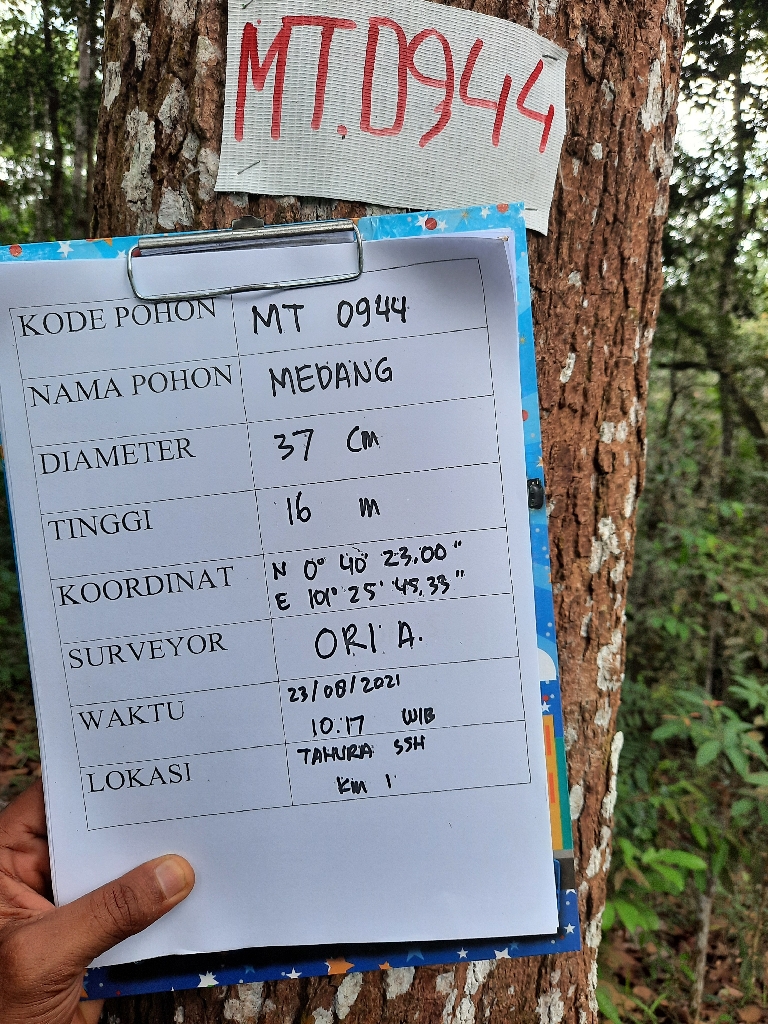 MT.0944
KODE POHON MT 0944
NAMA POHON MEDANG
DIAMETER 37 Cm
TINGGI 16 m
KOORDINAT N 0° 40' 23,00"
E 101° 25' 45,33"
SURVEYOR ORI A.
WAKTU 23/08/2021
10:17 WIB
LOKASI TAHURA SSH
Km 1